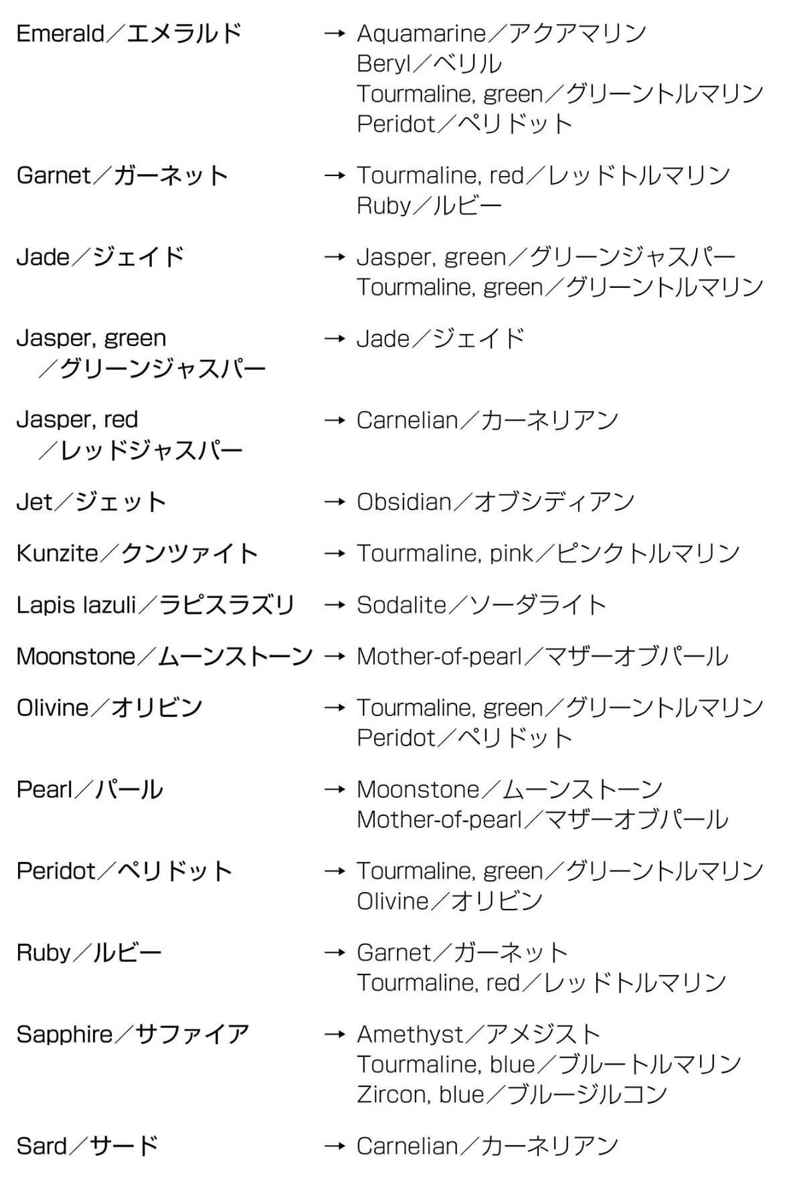 Emerald／エメラルド → Aquamarine／アクアマリン
Beryl／ベリル
Tourmaline, green／グリーントルマリン
Peridot／ペリドット
Garnet／ガーネット → Tourmaline, red／レッドトルマリン
Ruby／ルビー
Jade／ジェイド → Jasper, green／グリーンジャスパー
Tourmaline, green／グリーントルマリン
Jasper, green → Jade／ジェイド
／グリーンジャスパー
Jasper, red → Carnelian／カーネリアン
／レッドジャスパー
Jet／ジェット → Obsidian／オブシディアン
Kunzite／クンツァイト → Tourmaline, pink／ピンクトルマリン
Lapis lazuli／ラピスラズリ → Sodalite／ソーダライト
Moonstone／ムーンストーン → Mother-of-pearl／マザーオブパール
Olivine／オリビン → Tourmaline, green／グリーントルマリン
Peridot／ペリドット
Pearl／パール → Moonstone／ムーンストーン
Mother-of-pearl／マザーオブパール
Peridot／ペリドット → Tourmaline, green／グリーントルマリン
Olivine／オリビン
Ruby／ルビー → Garnet／ガーネット
Tourmaline, red／レッドトルマリン
Sapphire／サファイア → Amethyst／アメジスト
Tourmaline, blue／ブルートルマリン
Zircon, blue／ブルージルコン
Sard／サード → Carnelian／カーネリアン